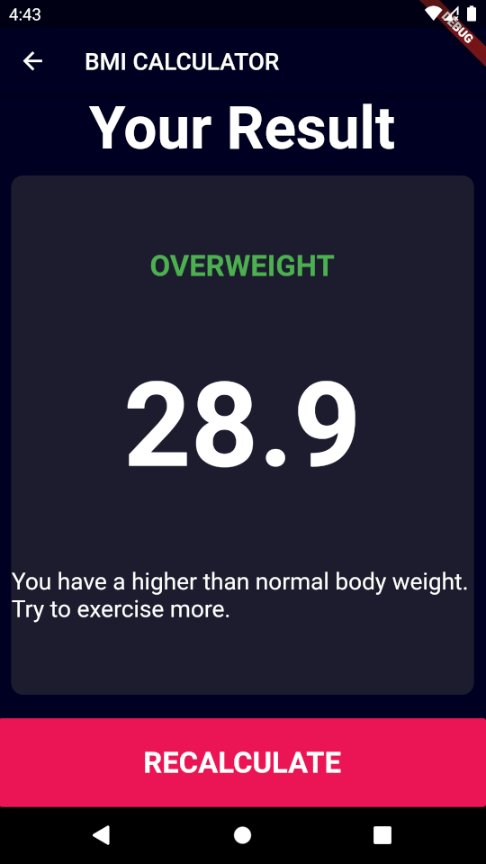 4:43
DEBUG
BMI CALCULATOR
Your Result
OVERWEIGHT
28.9
You have a higher than normal body weight.
Try to exercise more.
RECALCULATE